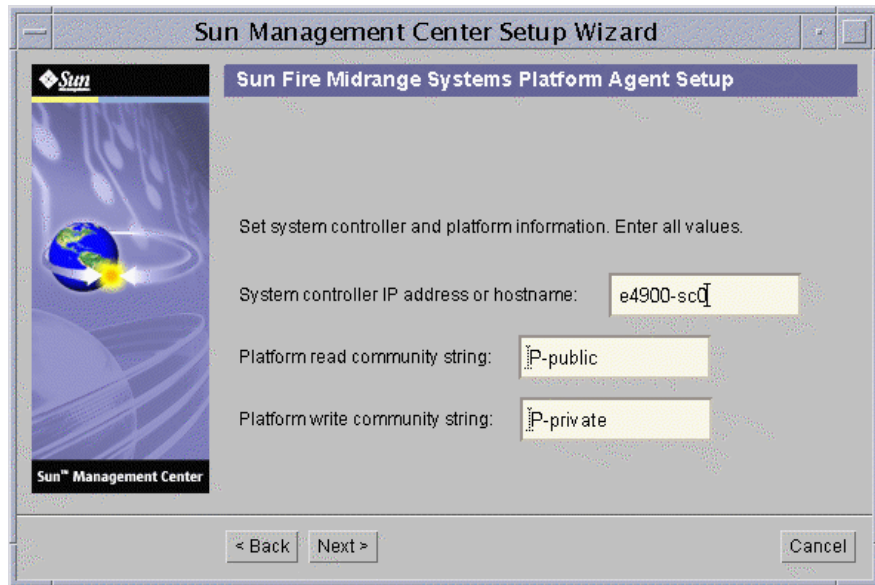 Sun Management Center Setup Wizard
Sun
Sun Fire Midrange Systems Platform Agent Setup
Set system controller and platform information. Enter all values.
System controller IP address or hostname: e4900-sc0
Platform read community string: P-public
Platform write community string: P-private
Sun™ Management Center
< Back Next > Cancel